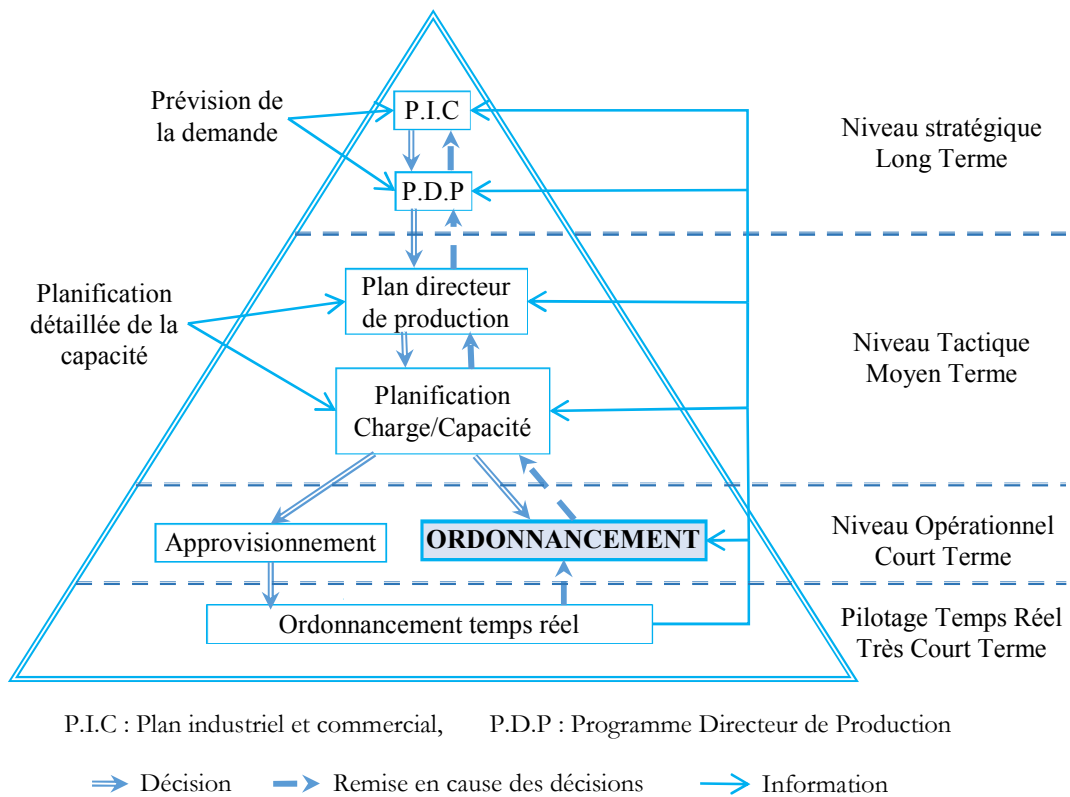 P.I.C
Prévision de
la demande
Niveau stratégique
Long Terme
P.D.P
Plan directeur
de production
Planification
détaillée de la
capacité
Niveau Tactique
Moyen Terme
Planification
Charge/Capacité
Approvisionnement
ORDONNANCEMENT
Niveau Opérationnel
Court Terme
Ordonnancement temps réel
Pilotage Temps Réel
Très Court Terme
P.I.C : Plan industriel et commercial, P.D.P : Programme Directeur de Production
Décision Remise en cause des décisions Information